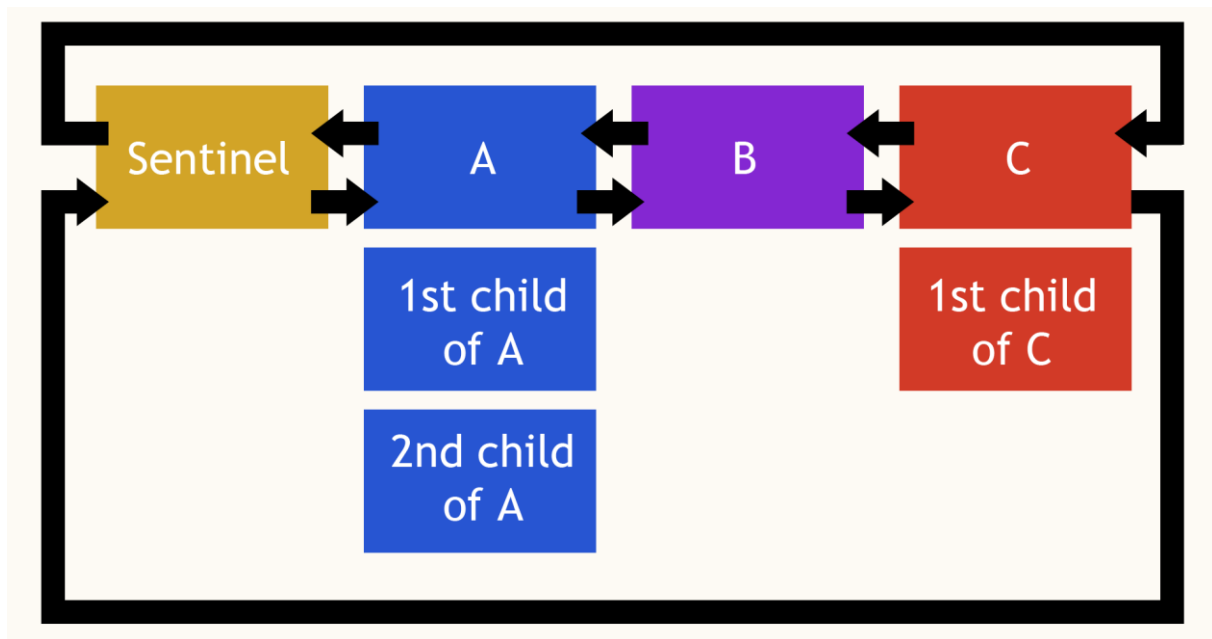 Sentinel
A
B
C
1st child
of A
1st child
of C
2nd child
of A